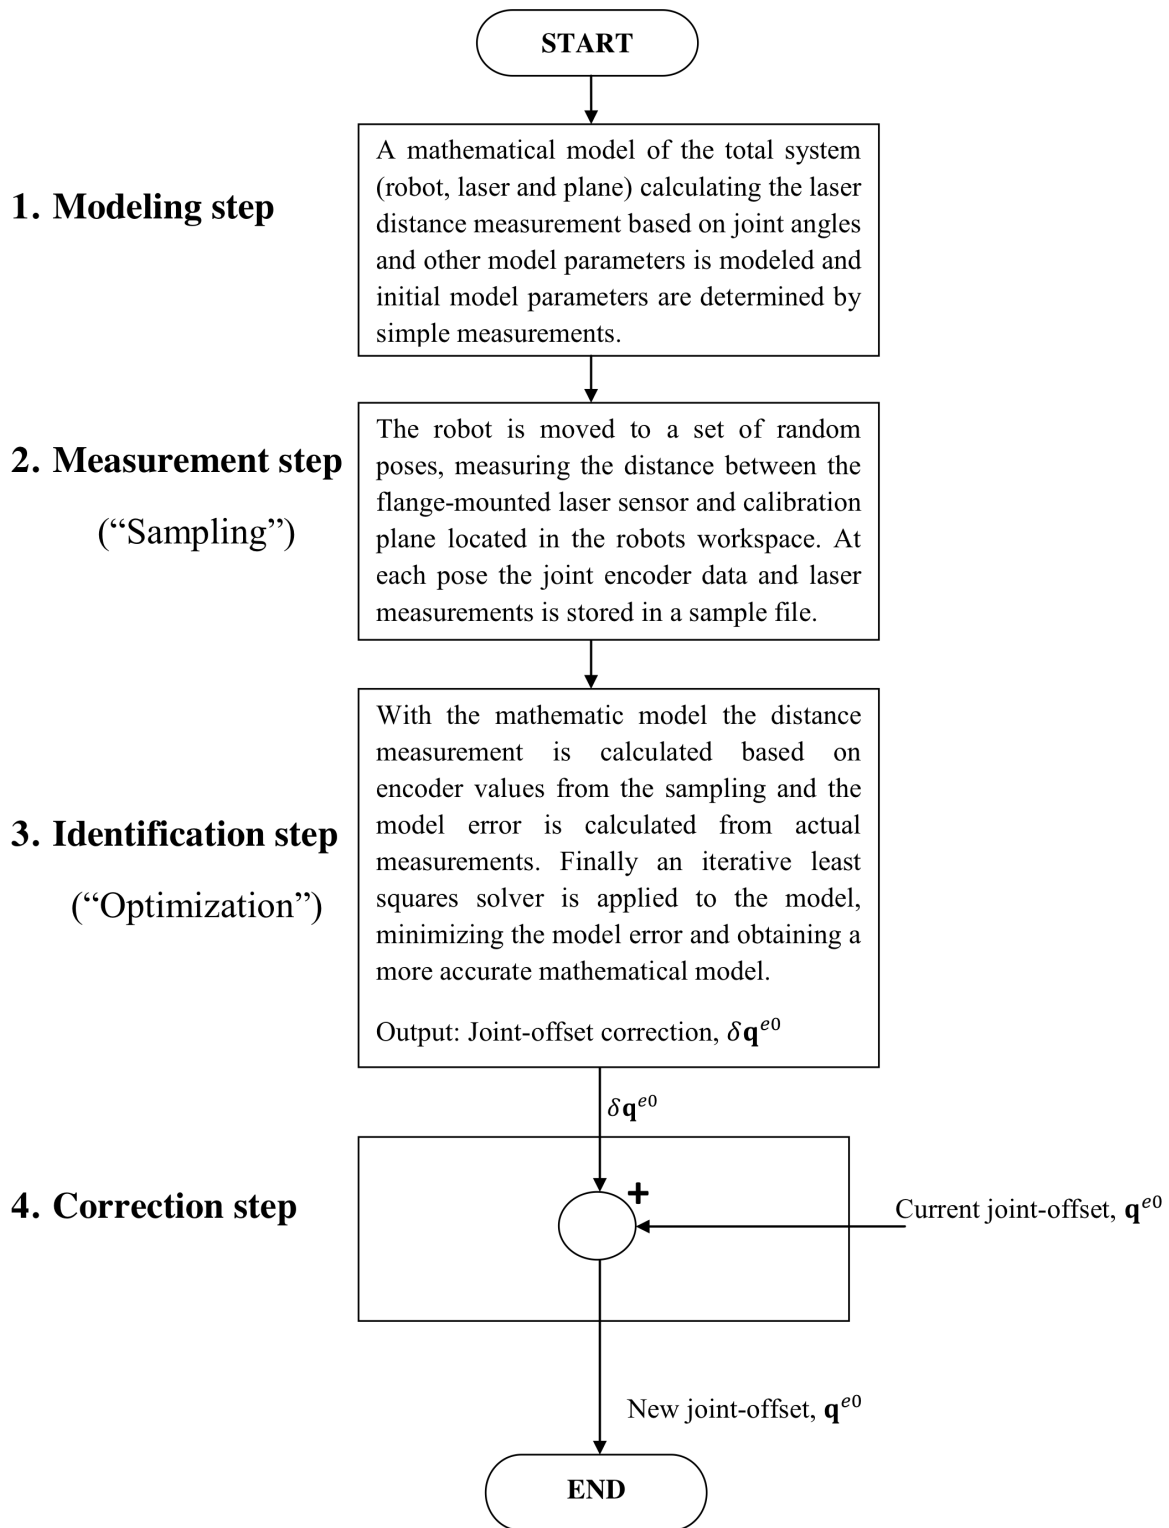 START
1. Modeling step
A mathematical model of the total system
(robot, laser and plane) calculating the laser
distance measurement based on joint angles
and other model parameters is modeled and
initial model parameters are determined by
simple measurements.
2. Measurement step
(“Sampling”)
The robot is moved to a set of random
poses, measuring the distance between the
flange-mounted laser sensor and calibration
plane located in the robots workspace. At
each pose the joint encoder data and laser
measurements is stored in a sample file.
3. Identification step
(“Optimization”)
With the mathematic model the distance
measurement is calculated based on
encoder values from the sampling and the
model error is calculated from actual
measurements. Finally an iterative least
squares solver is applied to the model,
minimizing the model error and obtaining a
more accurate mathematical model.
Output: Joint-offset correction, δq^{e0}
δq^{e0}
4. Correction step
+
Current joint-offset, q^{e0}
New joint-offset, q^{e0}
END